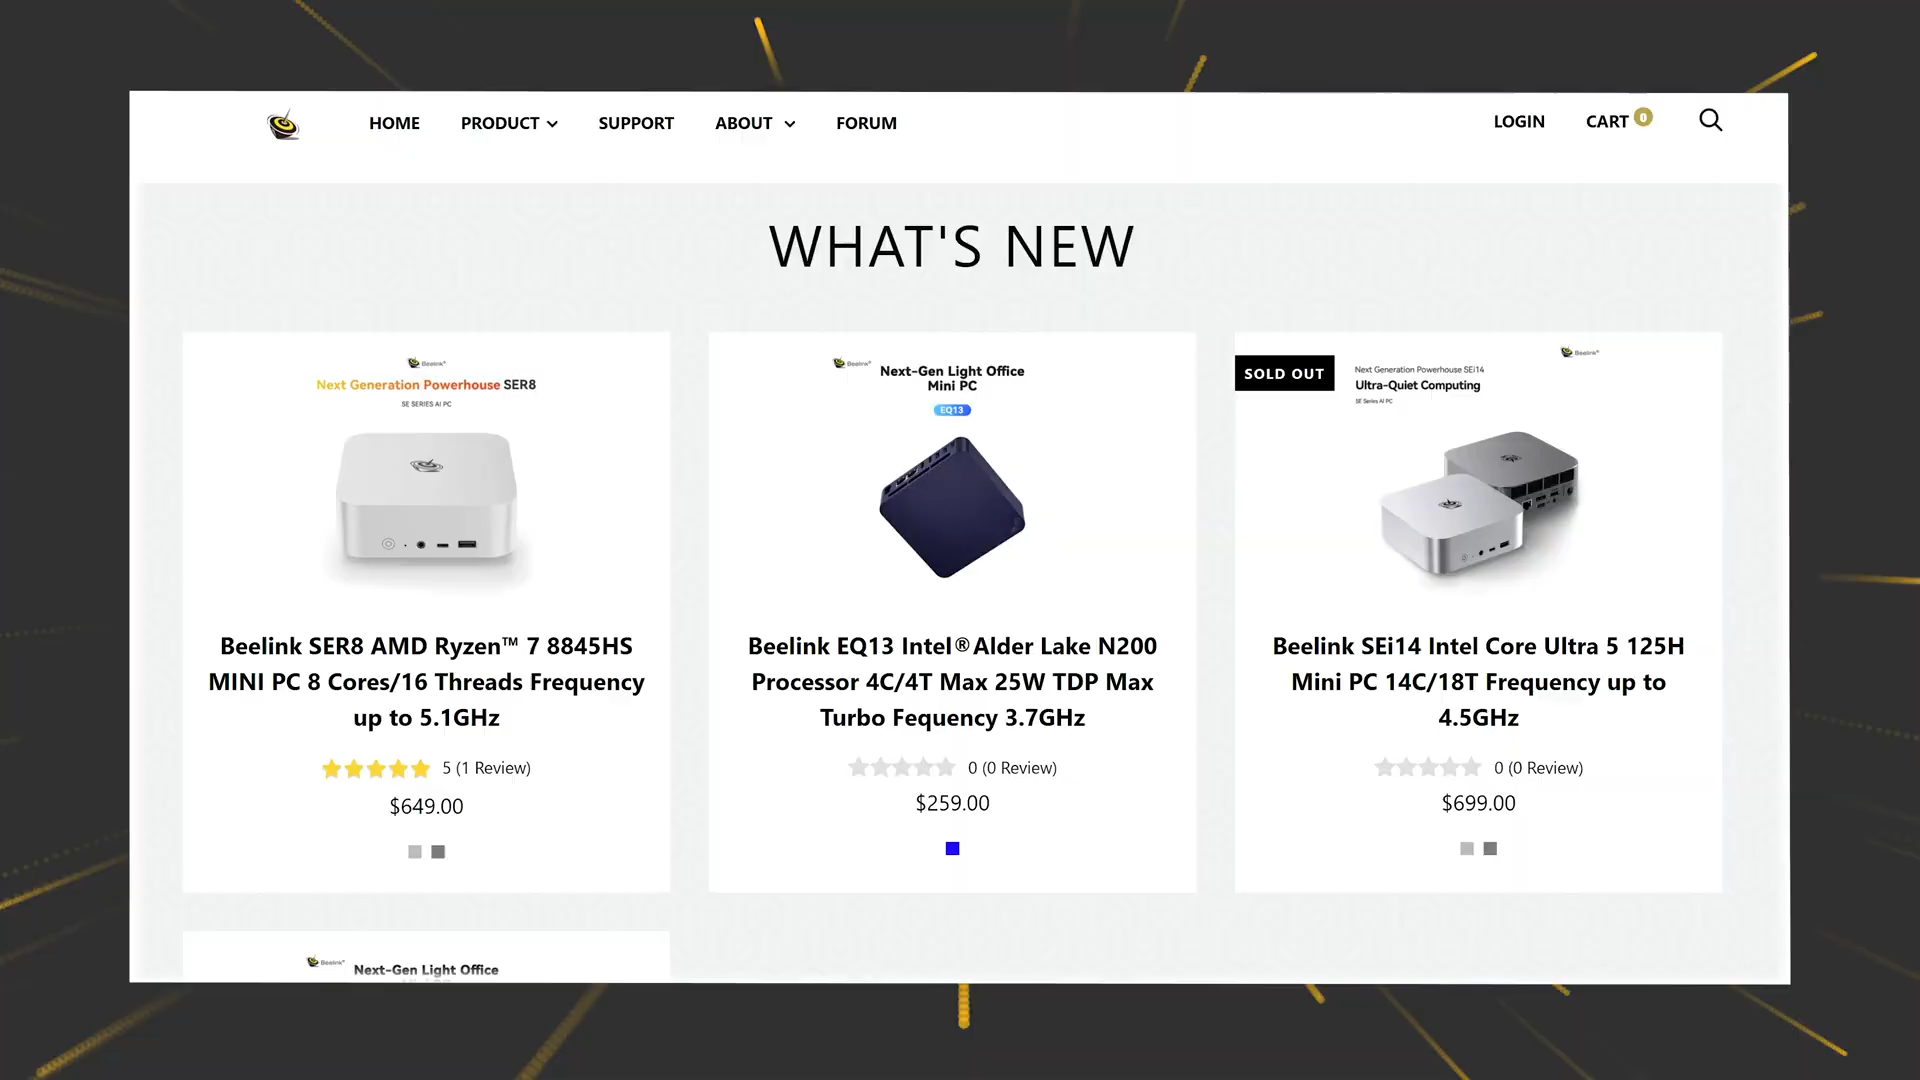 HOME PRODUCT SUPPORT ABOUT FORUM LOGIN CART 0
WHAT'S NEW
Beelink®
Next Generation Powerhouse SER8
SE SERIES AI PC
Beelink SER8 AMD Ryzen™ 7 8845HS
MINI PC 8 Cores/16 Threads Frequency
up to 5.1GHz
5 (1 Review)
$649.00
Beelink®
Next-Gen Light Office
Mini PC
EQ13
Beelink EQ13 Intel®Alder Lake N200
Processor 4C/4T Max 25W TDP Max
Turbo Fequency 3.7GHz
0 (0 Review)
$259.00
SOLD OUT
Beelink®
Next Generation Powerhouse SEi14
Ultra-Quiet Computing
SE Series AI PC
Beelink SEi14 Intel Core Ultra 5 125H
Mini PC 14C/18T Frequency up to
4.5GHz
0 (0 Review)
$699.00
Beelink®
Next-Gen Light Office